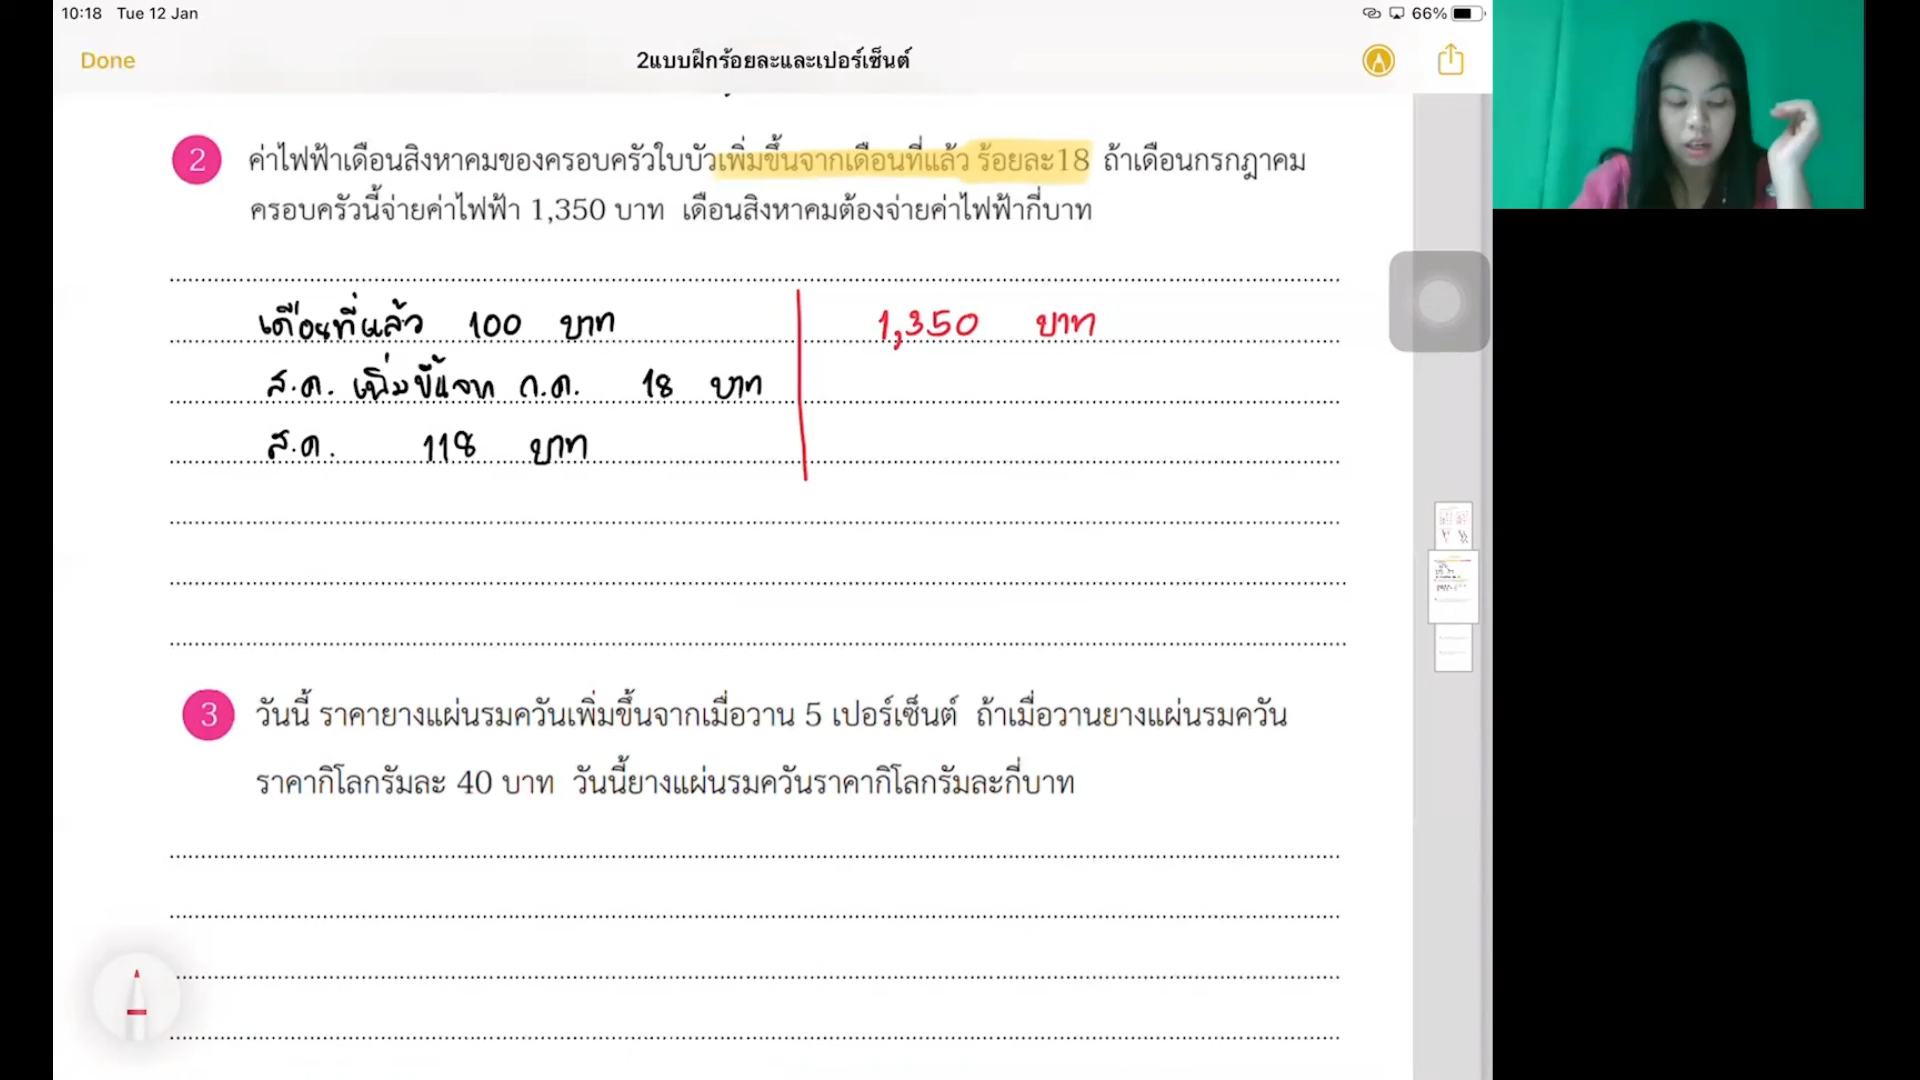 10:18 Tue 12 Jan
66%
Done
2แบบฝึกร้อยละและเปอร์เซ็นต์
2 ค่าไฟฟ้าเดือนสิงหาคมของครอบครัวใบบัวเพิ่มขึ้นจากเดือนที่แล้ว ร้อยละ18 ถ้าเดือนกรกฎาคม
ครอบครัวนี้จ่ายค่าไฟฟ้า 1,350 บาท เดือนสิงหาคมต้องจ่ายค่าไฟฟ้ากี่บาท
เดือนที่แล้ว 100 บาท 1,350 บาท
ส.ค. เพิ่มขึ้นจาก ก.ค. 18 บาท
ส.ค. 118 บาท
3 วันนี้ ราคายางแผ่นรมควันเพิ่มขึ้นจากเมื่อวาน 5 เปอร์เซ็นต์ ถ้าเมื่อวานยางแผ่นรมควัน
ราคากิโลกรัมละ 40 บาท วันนี้ยางแผ่นรมควันราคากิโลกรัมละกี่บาท